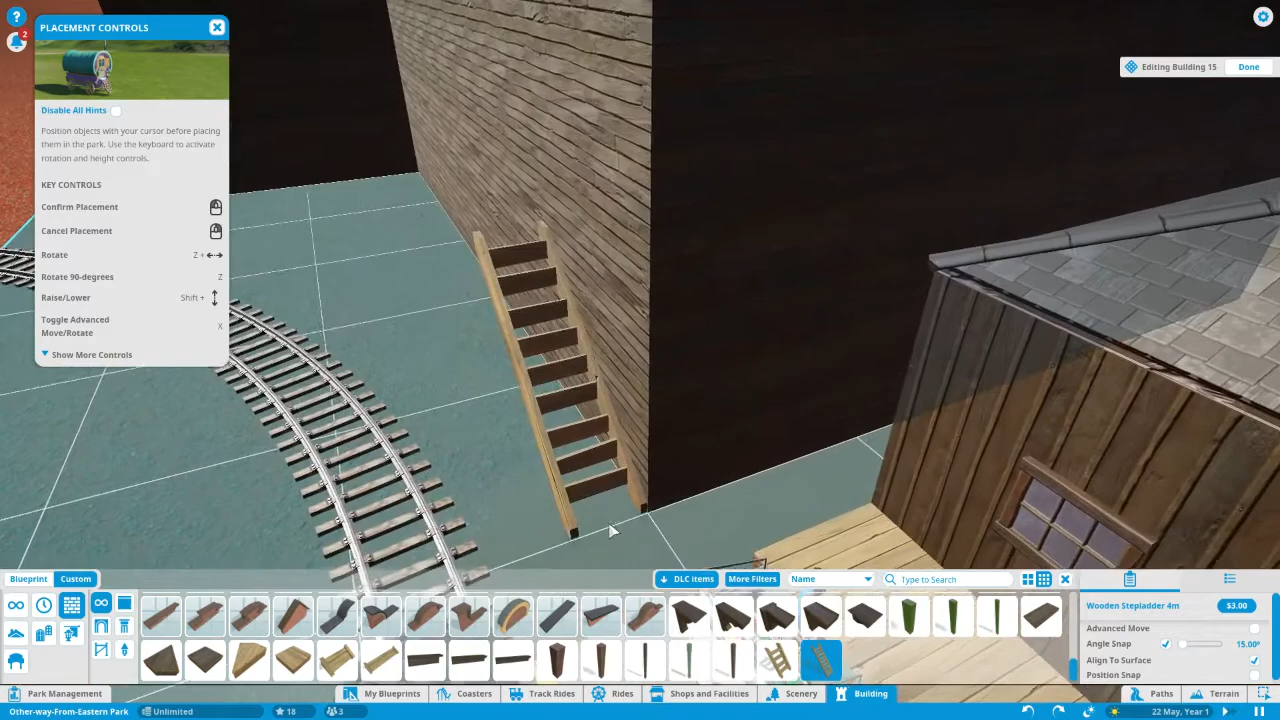 ?
2
PLACEMENT CONTROLS
Disable All Hints
Position objects with your cursor before placing
them in the park. Use the keyboard to activate
rotation and height controls.
KEY CONTROLS
Confirm Placement
Cancel Placement
Rotate Z +
Rotate 90-degrees Z
Raise/Lower Shift +
Toggle Advanced
Move/Rotate X
Show More Controls
Editing Building 15 Done
Blueprint Custom DLC items More Filters Name Type to Search
Wooden Stepladder 4m $3.00
Advanced Move
Angle Snap 15.00°
Align To Surface
Position Snap
Park Management My Blueprints Coasters Track Rides Rides Shops and Facilities Scenery Building Paths Terrain
Other-way-From-Eastern Park Unlimited 18 3 22 May, Year 1